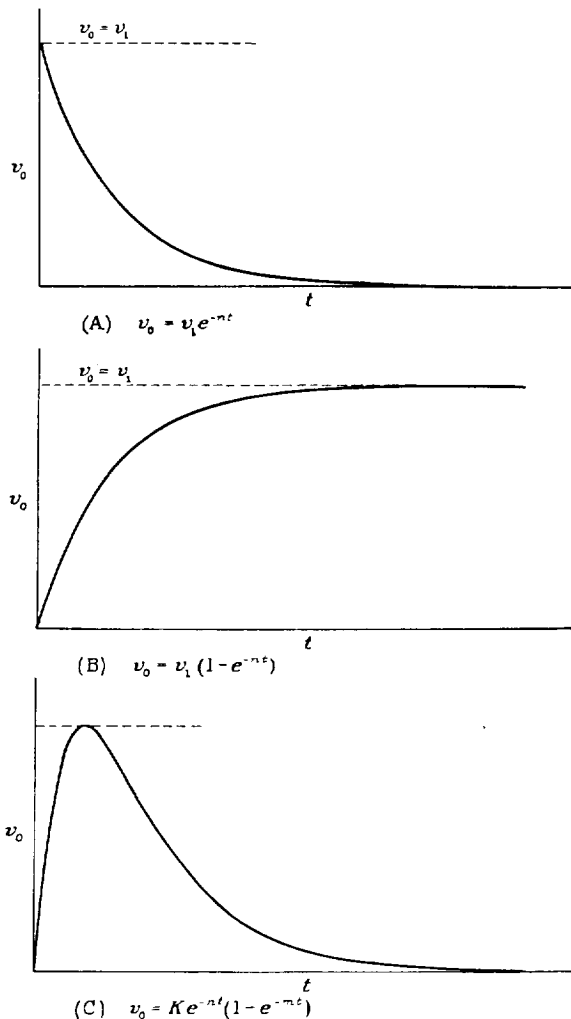 v₀ = v₁
v₀
t
(A) v₀ = v₁e⁻ⁿᵗ
v₀ = v₁
v₀
t
(B) v₀ = v₁(1-e⁻ⁿᵗ)
v₀
t
(C) v₀ = Ke⁻ⁿᵗ(1-e⁻ᵐᵗ)